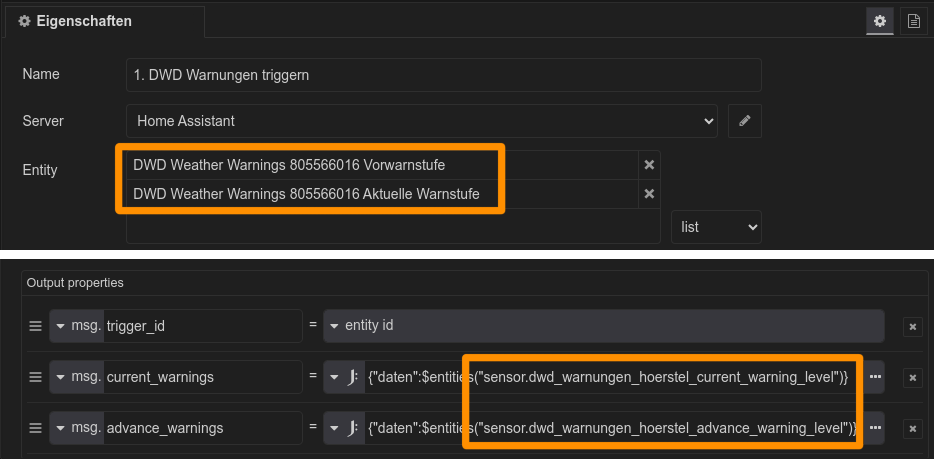 Eigenschaften
Name 1. DWD Warnungen triggern
Server Home Assistant
Entity DWD Weather Warnings 805566016 Vorwarnstufe
DWD Weather Warnings 805566016 Aktuelle Warnstufe
list
Output properties
msg. trigger_id = entity id
msg. current_warnings = J: {"daten":$entities("sensor.dwd_warnungen_hoerstel_current_warning_level")} ...
msg. advance_warnings = J: {"daten":$entities("sensor.dwd_warnungen_hoerstel_advance_warning_level")} ...